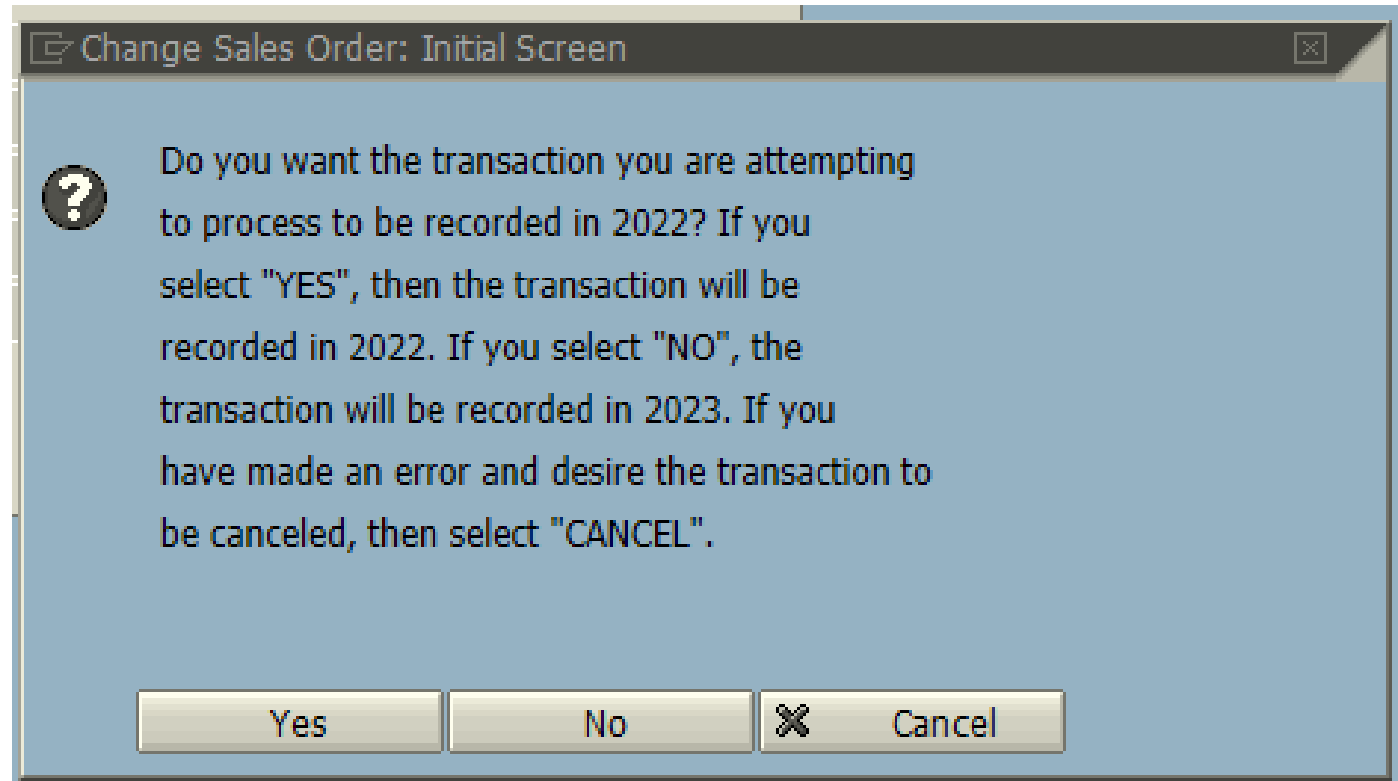 Change Sales Order: Initial Screen
Do you want the transaction you are attempting
to process to be recorded in 2022? If you
select "YES", then the transaction will be
recorded in 2022. If you select "NO", the
transaction will be recorded in 2023. If you
have made an error and desire the transaction to
be canceled, then select "CANCEL".
Yes No Cancel